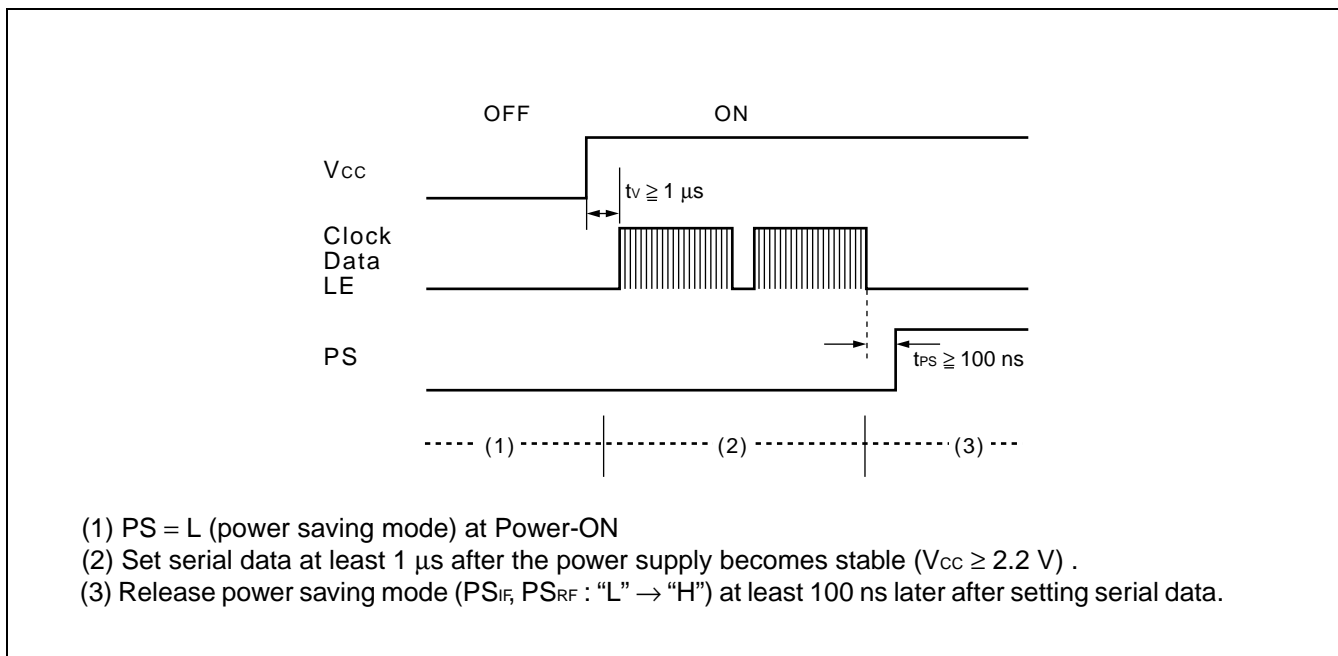 OFF ON
Vcc
tv ≧ 1 μs
Clock
Data
LE
PS
tPS ≧ 100 ns
(1) (2) (3)
(1) PS = L (power saving mode) at Power-ON
(2) Set serial data at least 1 μs after the power supply becomes stable (Vcc ≥ 2.2 V) .
(3) Release power saving mode (PSIF, PSRF : “L” → “H”) at least 100 ns later after setting serial data.